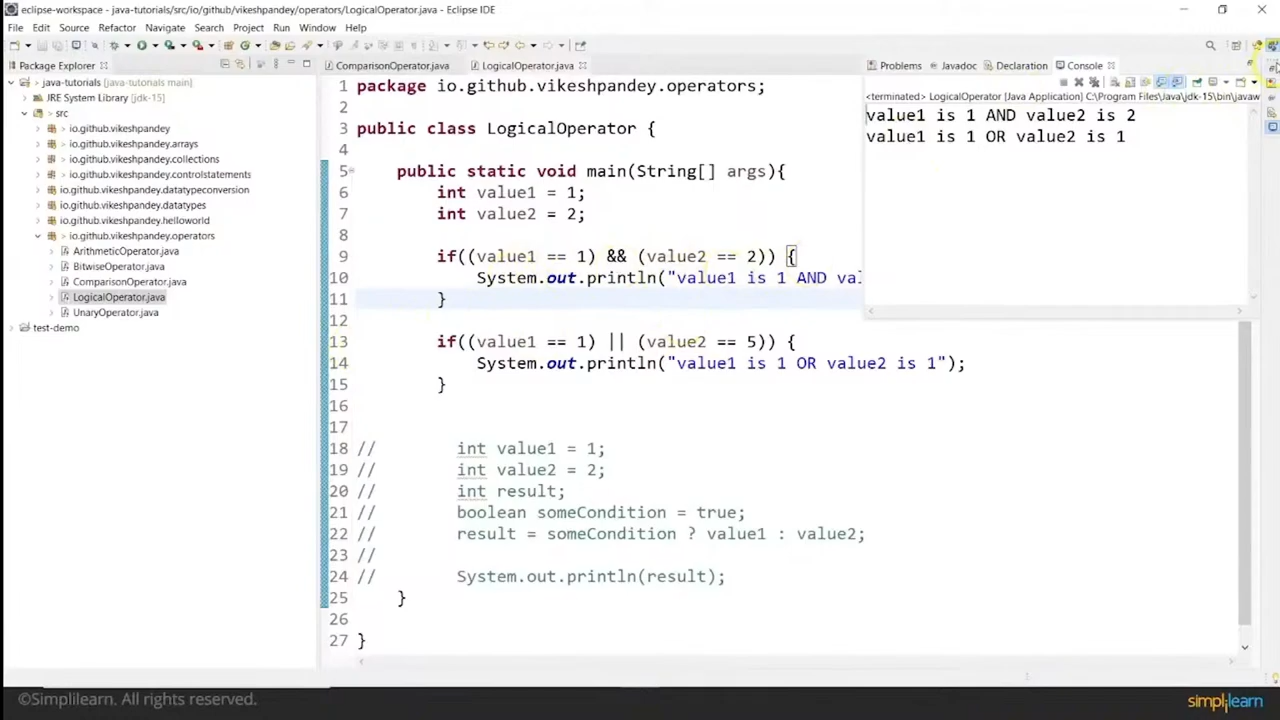 eclipse-workspace - java-tutorials/src/io/github/vikeshpandey/operators/LogicalOperator.java - Eclipse IDE
File Edit Source Refactor Navigate Search Project Run Window Help
Package Explorer
java-tutorials [java-tutorials main]
JRE System Library [jdk-15]
src
io.github.vikeshpandey
io.github.vikeshpandey.arrays
io.github.vikeshpandey.collections
io.github.vikeshpandey.controlstatements
io.github.vikeshpandey.datatypeconversion
io.github.vikeshpandey.datatypes
io.github.vikeshpandey.helloworld
io.github.vikeshpandey.operators
ArithmeticOperator.java
BitwiseOperator.java
ComparisonOperator.java
LogicalOperator.java
UnaryOperator.java
test-demo
ComparisonOperator.java LogicalOperator.java
1 package io.github.vikeshpandey.operators;
2
3 public class LogicalOperator {
4
5 public static void main(String[] args){
6 int value1 = 1;
7 int value2 = 2;
8
9 if((value1 == 1) && (value2 == 2)) {
10 System.out.println("value1 is 1 AND val
11 }
12
13 if((value1 == 1) || (value2 == 5)) {
14 System.out.println("value1 is 1 OR value2 is 1");
15 }
16
17
18 // int value1 = 1;
19 // int value2 = 2;
20 // int result;
21 // boolean someCondition = true;
22 // result = someCondition ? value1 : value2;
23 //
24 // System.out.println(result);
25 }
26
27 }
Problems Javadoc Declaration Console
<terminated> LogicalOperator [Java Application] C:\Program Files\Java\jdk-15\bin\javaw
value1 is 1 AND value2 is 2
value1 is 1 OR value2 is 1
©Simplilearn. All rights reserved.
simplilearn